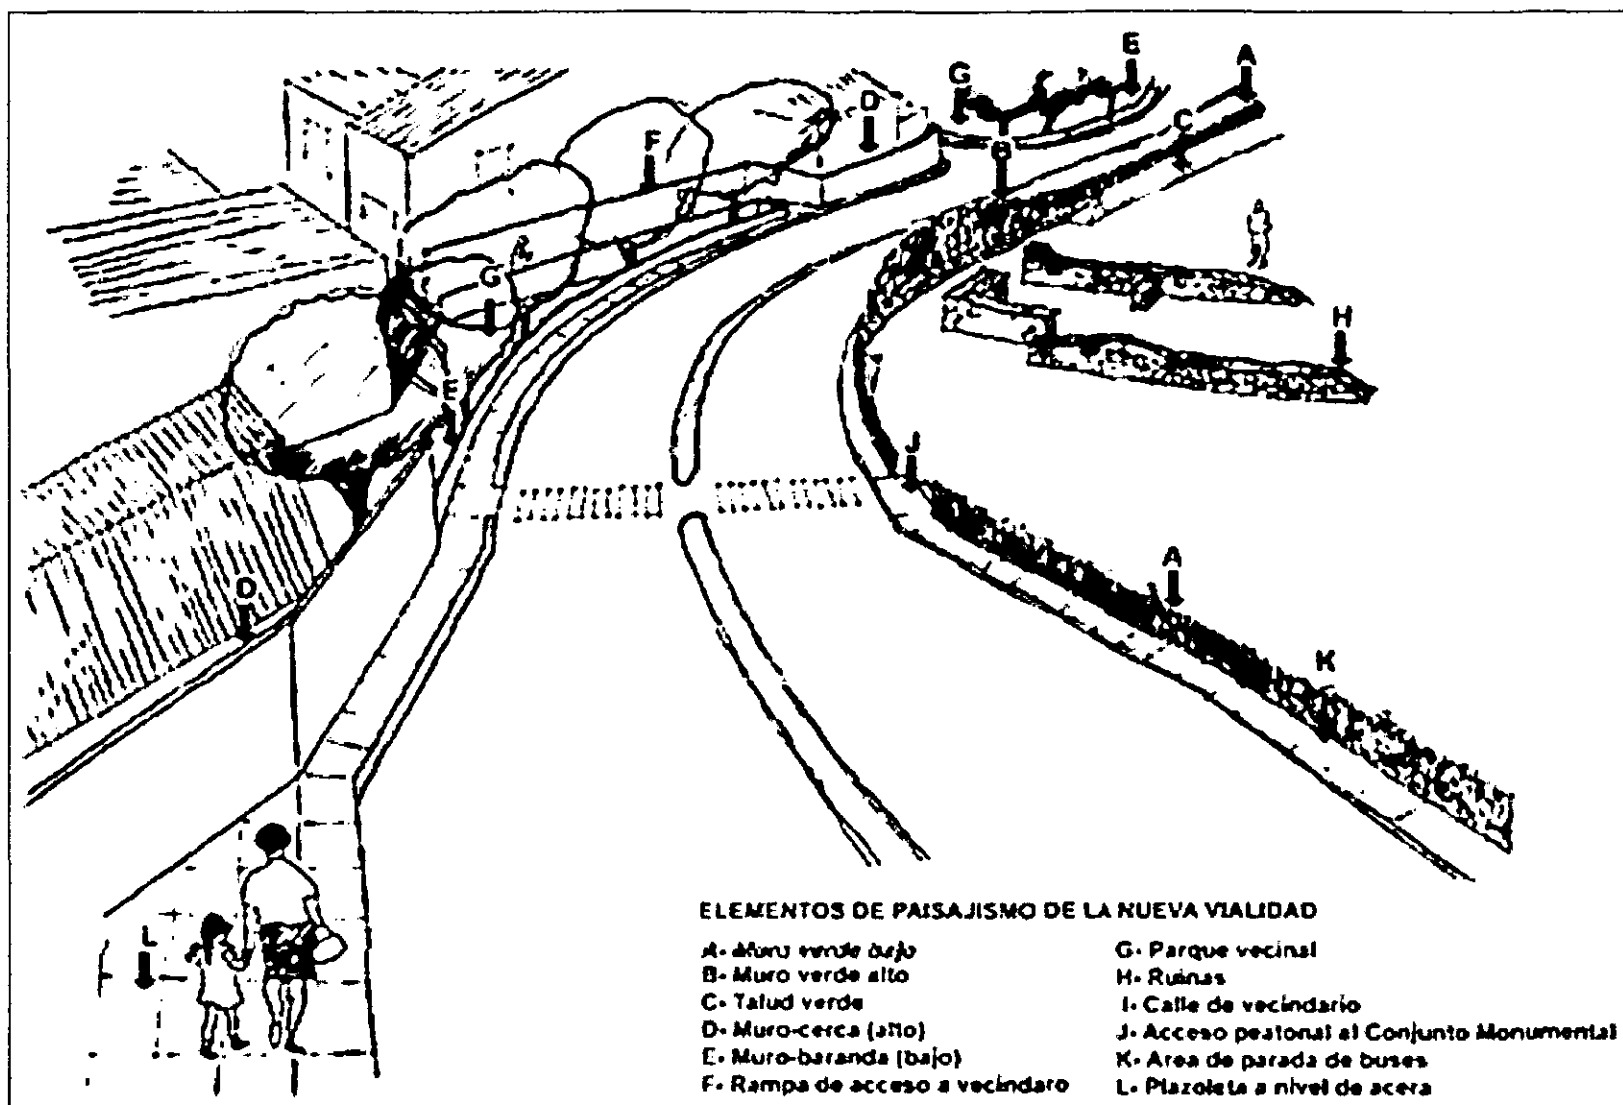 E
A
G
D
C
F
B
G
H
E
J
A
D
K
L
ELEMENTOS DE PAISAJISMO DE LA NUEVA VIALIDAD
A- Muro verde bajo
B- Muro verde alto
C- Talud verde
D- Muro-cerca (alto)
E- Muro-baranda (bajo)
F- Rampa de acceso a vecindaro
G- Parque vecinal
H- Ruinas
I- Calle de vecindario
J- Acceso peatonal al Conjunto Monumental
K- Area de parada de buses
L- Plazoleta a nivel de acera